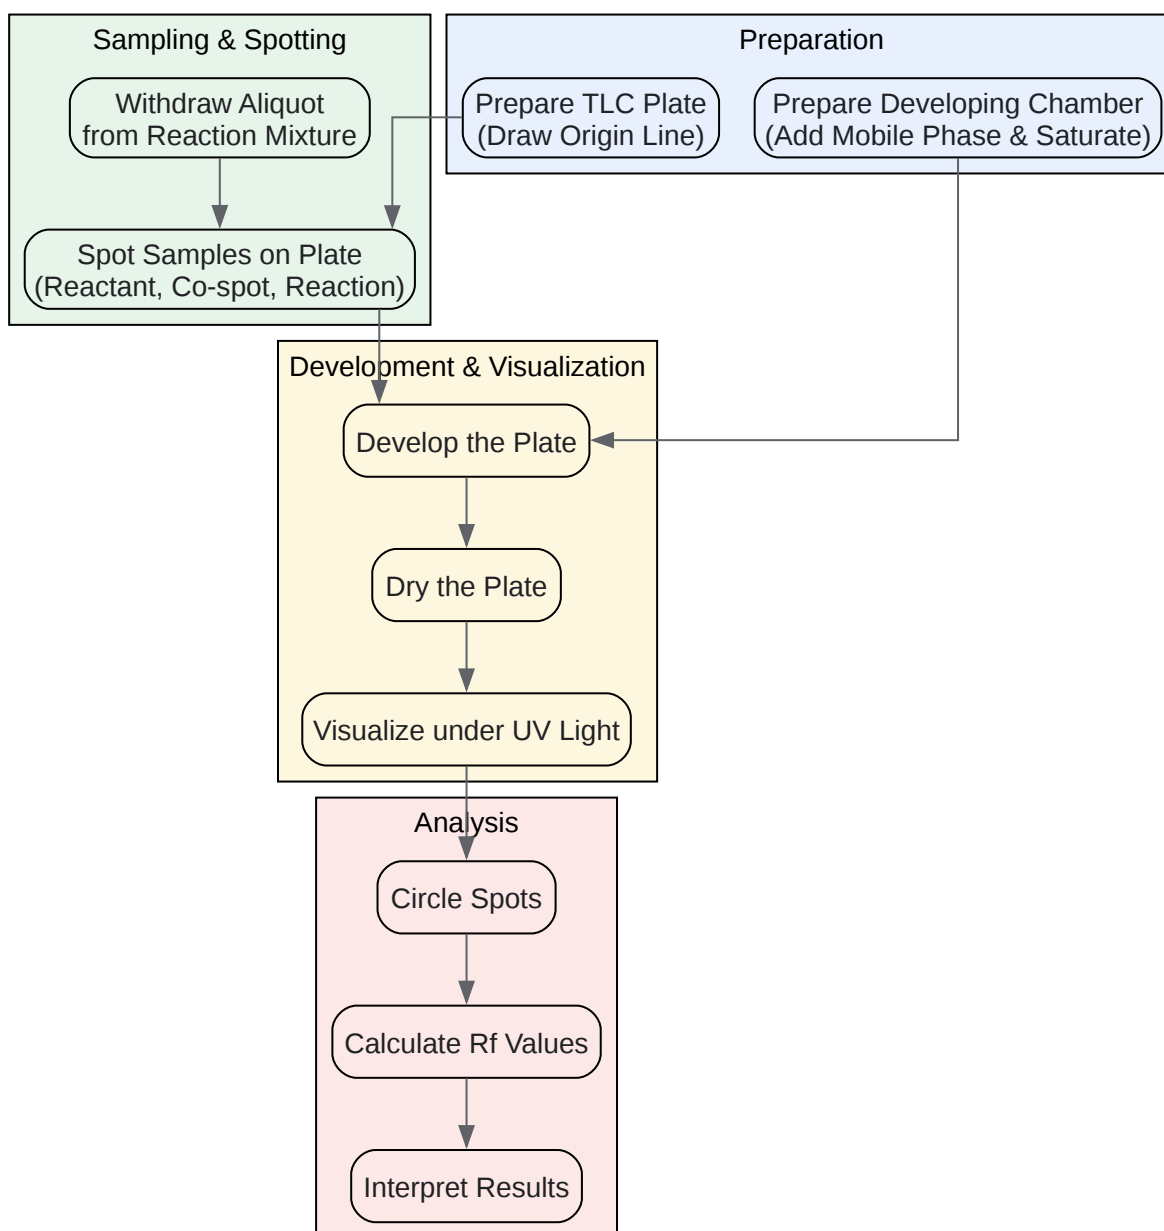 Sampling & Spotting
Withdraw Aliquot
from Reaction Mixture
Spot Samples on Plate
(Reactant, Co-spot, Reaction)
Preparation
Prepare TLC Plate
(Draw Origin Line)
Prepare Developing Chamber
(Add Mobile Phase & Saturate)
Development & Visualization
Develop the Plate
Dry the Plate
Visualize under UV Light
Analysis
Circle Spots
Calculate Rf Values
Interpret Results